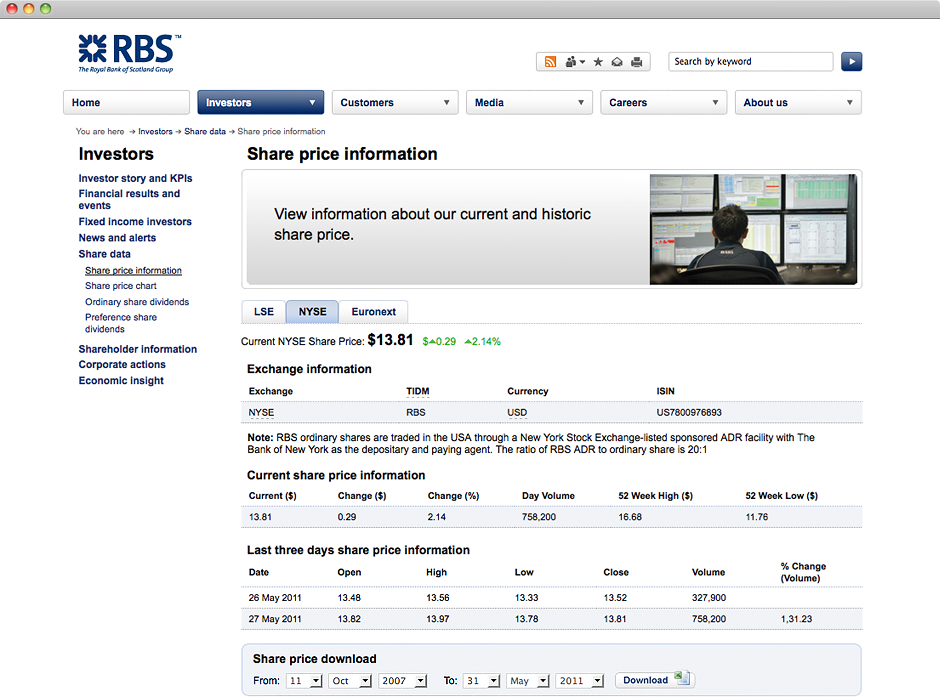 RBS™
The Royal Bank of Scotland Group
Search by keyword
Home Investors Customers Media Careers About us
You are here → Investors → Share data → Share price information
Investors
Investor story and KPIs
Financial results and
events
Fixed income investors
News and alerts
Share data
Share price information
Share price chart
Ordinary share dividends
Preference share
dividends
Shareholder information
Corporate actions
Economic insight
Share price information
View information about our current and historic
share price.
LSE NYSE Euronext
Current NYSE Share Price: $13.81 $▲0.29 ▲2.14%
Exchange information
Exchange TIDM Currency ISIN
NYSE RBS USD US7800976893
Note: RBS ordinary shares are traded in the USA through a New York Stock Exchange-listed sponsored ADR facility with The
Bank of New York as the depositary and paying agent. The ratio of RBS ADR to ordinary share is 20:1
Current share price information
Current ($) Change ($) Change (%) Day Volume 52 Week High ($) 52 Week Low ($)
13.81 0.29 2.14 758,200 16.68 11.76
Last three days share price information
Date Open High Low Close Volume % Change
(Volume)
26 May 2011 13.48 13.56 13.33 13.52 327,900
27 May 2011 13.82 13.97 13.78 13.81 758,200 1,31.23
Share price download
From: 11 Oct 2007 To: 31 May 2011 Download